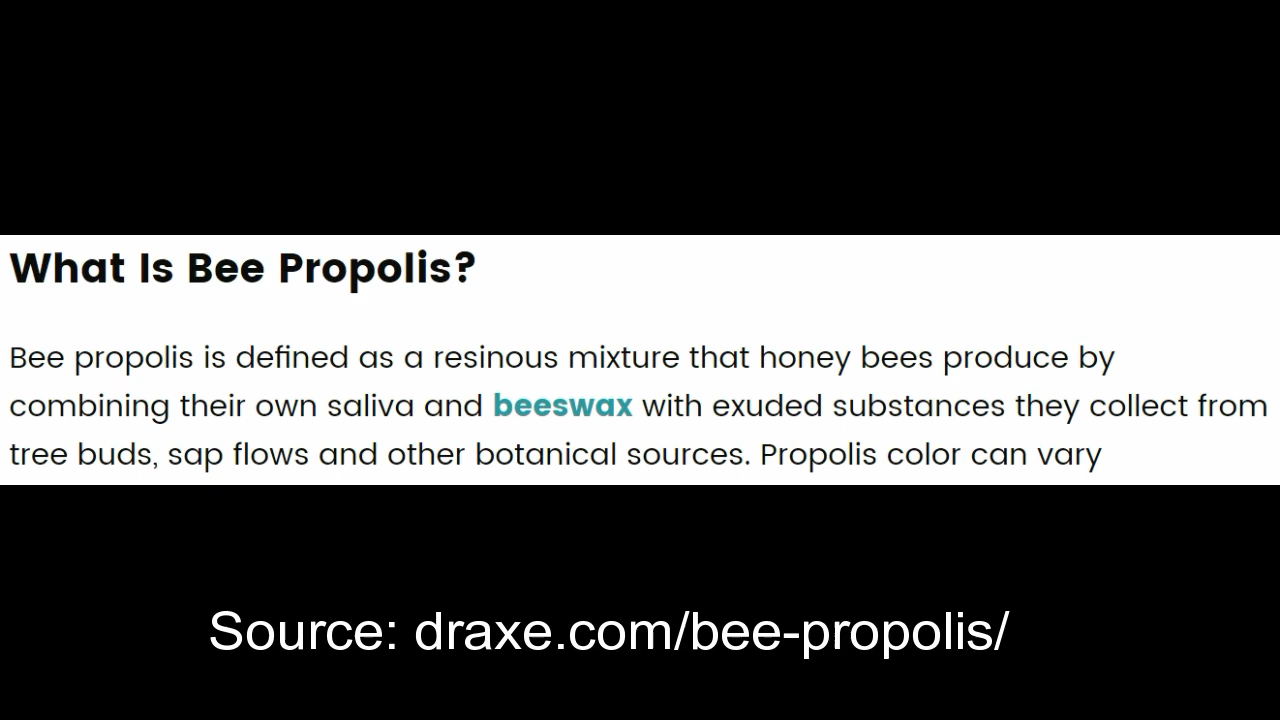 What Is Bee Propolis?
Bee propolis is defined as a resinous mixture that honey bees produce by
combining their own saliva and beeswax with exuded substances they collect from
tree buds, sap flows and other botanical sources. Propolis color can vary
Source: draxe.com/bee-propolis/